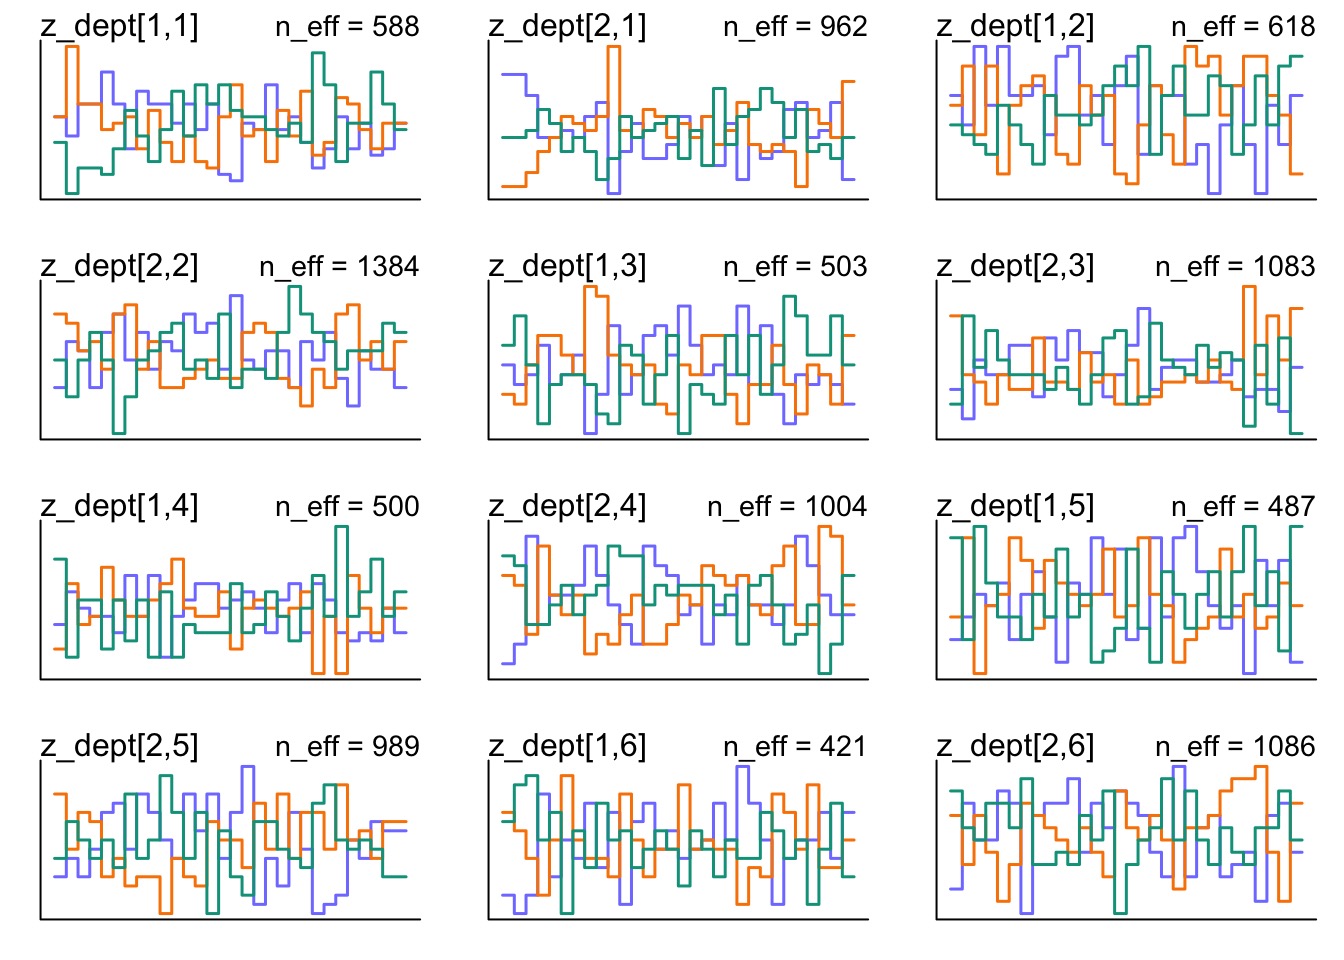 z_dept[1,1] n_eff = 588 z_dept[2,1] n_eff = 962 z_dept[1,2] n_eff = 618
z_dept[2,2] n_eff = 1384 z_dept[1,3] n_eff = 503 z_dept[2,3] n_eff = 1083
z_dept[1,4] n_eff = 500 z_dept[2,4] n_eff = 1004 z_dept[1,5] n_eff = 487
z_dept[2,5] n_eff = 989 z_dept[1,6] n_eff = 421 z_dept[2,6] n_eff = 1086